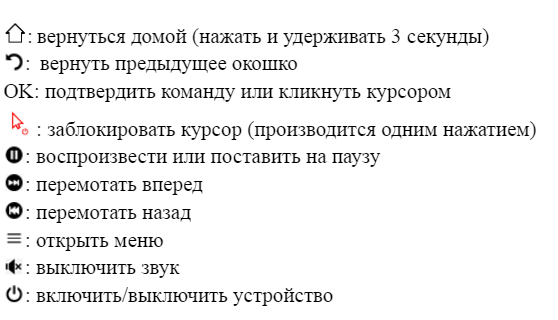 : вернуться домой (нажать и удерживать 3 секунды)
: вернуть предыдущее окошко
OK: подтвердить команду или кликнуть курсором
: заблокировать курсор (производится одним нажатием)
: воспроизвести или поставить на паузу
: перемотать вперед
: перемотать назад
: открыть меню
: выключить звук
: включить/выключить устройство